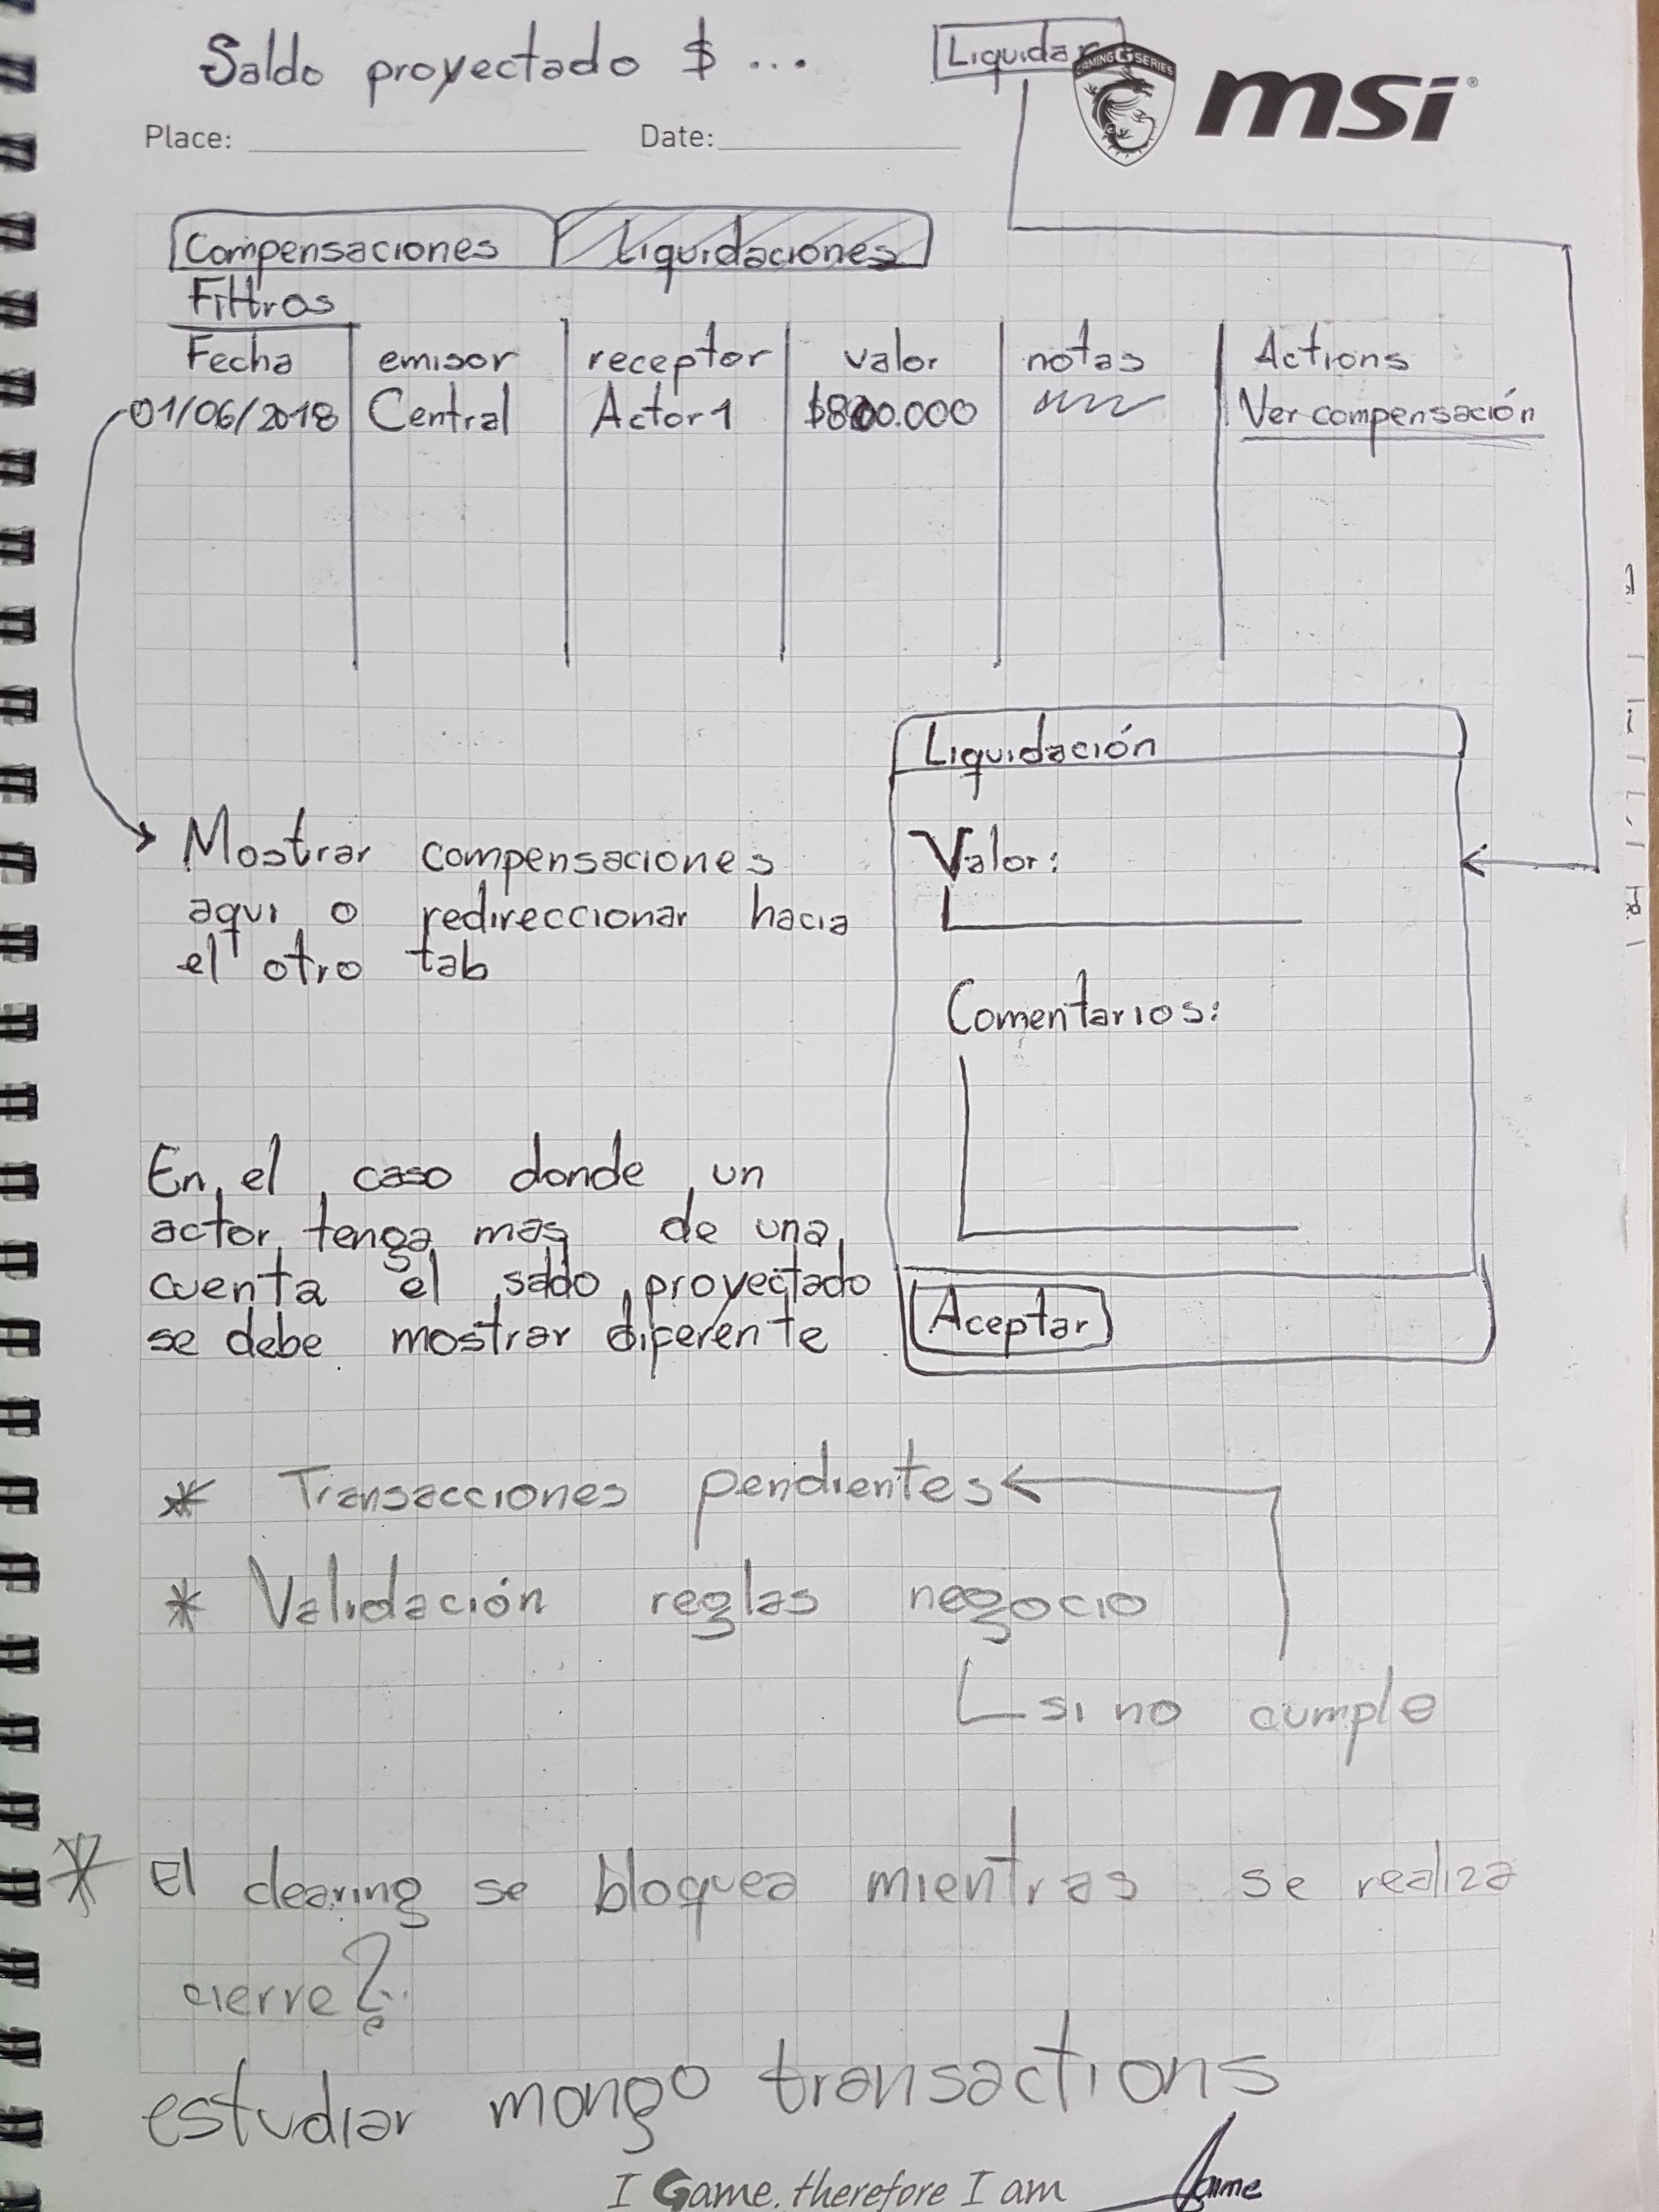 Saldo proyectado $ ...
Liquidar
GAMING G SERIES
msi
Place:
Date:
Compensaciones
Liquidaciones
Filtros
Fecha emisor receptor valor notas Actions
01/06/2018 Central Actor 1 $800.000 Ver compensación
Liquidación
Valor:
Comentarios:
Aceptar
Mostrar compensaciones
aqui o redireccionar hacia
el otro tab
En el caso donde un
actor tenga mas de una
cuenta el saldo proyectado
se debe mostrar diferente
* Transacciones pendientes
* Validación reglas negocio
si no cumple
* El clearing se bloquea mientras se realiza
cierre?
estudiar mongo transactions
I Game, therefore I am